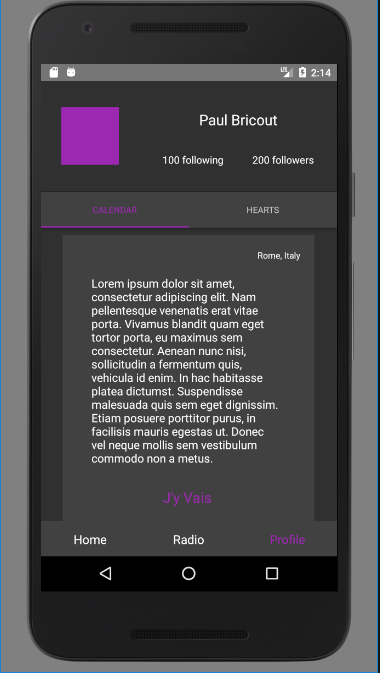 LTE 2:14
Paul Bricout
100 following 200 followers
CALENDAR HEARTS
Rome, Italy
Lorem ipsum dolor sit amet,
consectetur adipiscing elit. Nam
pellentesque venenatis erat vitae
porta. Vivamus blandit quam eget
tortor porta, eu maximus sem
consectetur. Aenean nunc nisi,
sollicitudin a fermentum quis,
vehicula id enim. In hac habitasse
platea dictumst. Suspendisse
malesuada quis sem eget dignissim.
Etiam posuere porttitor purus, in
facilisis mauris egestas ut. Donec
vel neque mollis sem vestibulum
commodo non a metus.
J'y Vais
Home Radio Profile